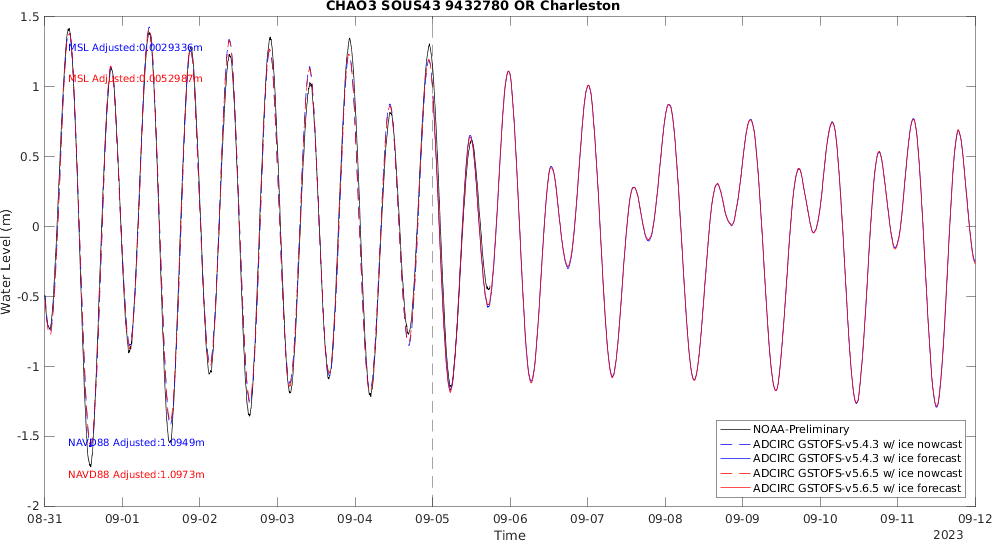 CHAO3 SOUS43 9432780 OR Charleston
1.5
1
0.5
0
-0.5
-1
-1.5
-2
Water Level (m)
MSL Adjusted:0.0029336m
MSL Adjusted:0.0052987m
NAVD88 Adjusted:1.0949m
NAVD88 Adjusted:1.0973m
NOAA-Preliminary
ADCIRC GSTOFS-v5.4.3 w/ ice nowcast
ADCIRC GSTOFS-v5.4.3 w/ ice forecast
ADCIRC GSTOFS-v5.6.5 w/ ice nowcast
ADCIRC GSTOFS-v5.6.5 w/ ice forecast
08-31 09-01 09-02 09-03 09-04 09-05 09-06 09-07 09-08 09-09 09-10 09-11 09-12
Time
2023